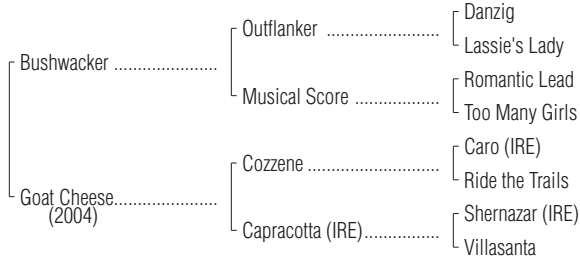 Danzig
Outflanker ........................
Lassie's Lady
Bushwacker ......................
Romantic Lead
Musical Score ...................
Too Many Girls
Caro (IRE)
Cozzene ............................
Ride the Trails
Goat Cheese......................
(2004)
Shernazar (IRE)
Capracotta (IRE)................
Villasanta